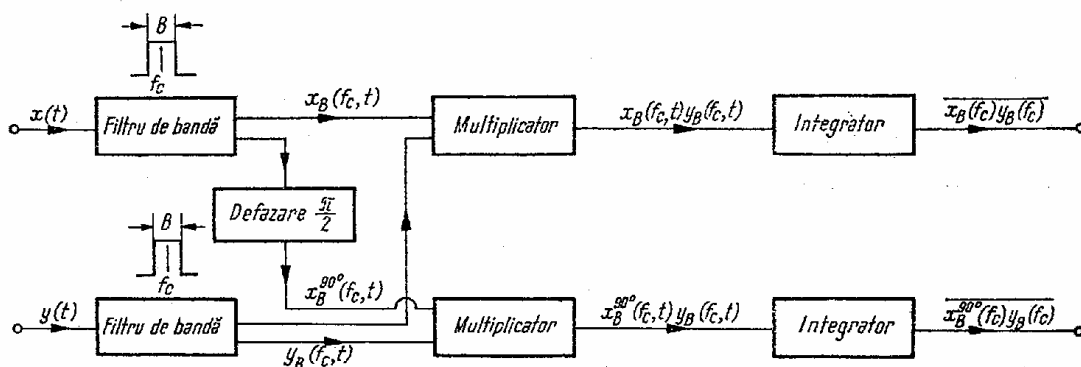 B
f_c
x(t)
Filtru de bandă
x_B(f_c,t)
Multiplicator
x_B(f_c,t) y_B(f_c,t)
Integrator
\overline{x_B(f_c) y_B(f_c)}
Defazare π/2
B
f_c
x_B^{90°}(f_c,t)
y(t)
Filtru de bandă
y_B(f_c,t)
Multiplicator
x_B^{90°}(f_c,t) y_B(f_c,t)
Integrator
\overline{x_B^{90°}(f_c) y_B(f_c)}